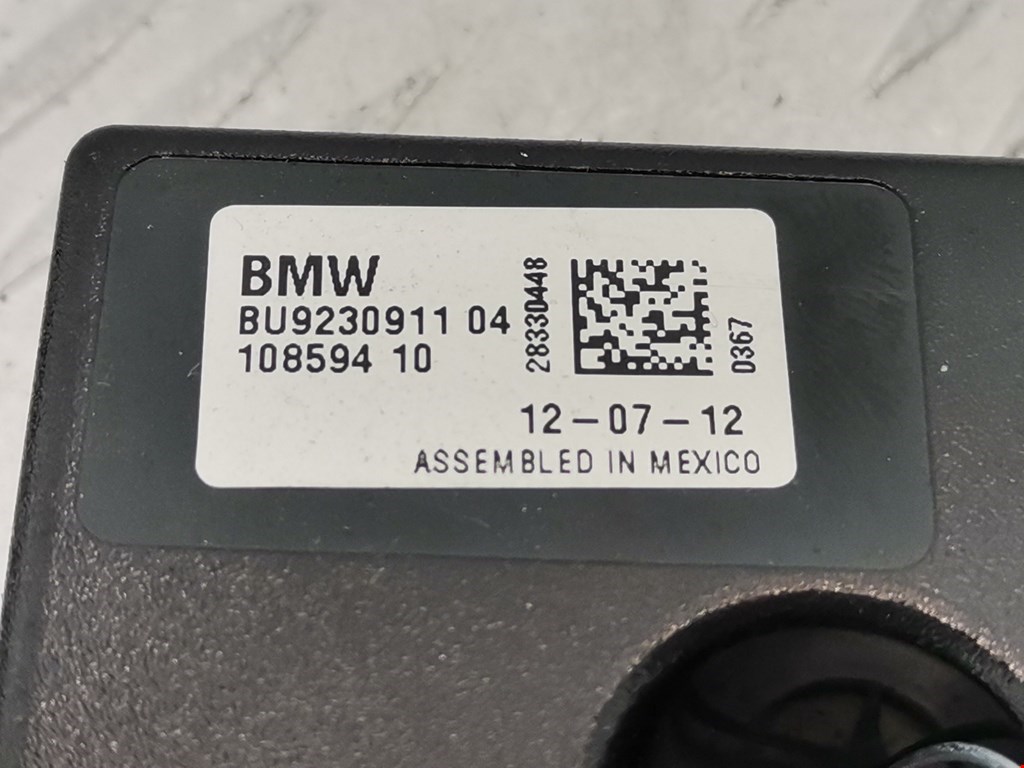 BMW
BU9230911 04
108594 10
28330448
0367
12-07-12
ASSEMBLED IN MEXICO